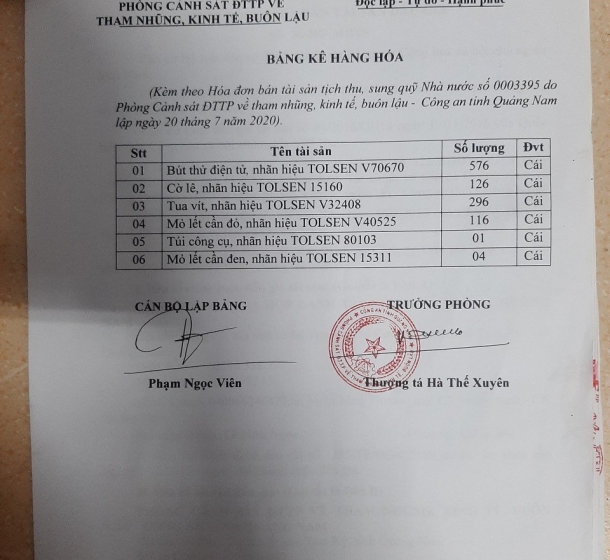 PHÒNG CẢNH SÁT ĐTTP VỀ
THAM NHŨNG, KINH TẾ, BUÔN LẬU
Độc lập - Tự do - Hạnh phúc
BẢNG KÊ HÀNG HÓA
(Kèm theo Hóa đơn bán tài sản tịch thu, sung quỹ Nhà nước số 0003395 do
Phòng Cảnh sát ĐTTP về tham nhũng, kinh tế, buôn lậu - Công an tỉnh Quảng Nam
lập ngày 20 tháng 7 năm 2020).
Stt Tên tài sản Số lượng Đvt
01 Bút thử điện tử, nhãn hiệu TOLSEN V70670 576 Cái
02 Cờ lê, nhãn hiệu TOLSEN 15160 126 Cái
03 Tua vít, nhãn hiệu TOLSEN V32408 296 Cái
04 Mỏ lết cần đỏ, nhãn hiệu TOLSEN V40525 116 Cái
05 Túi công cụ, nhãn hiệu TOLSEN 80103 01 Cái
06 Mỏ lết cần đen, nhãn hiệu TOLSEN 15311 04 Cái
CÁN BỘ LẬP BẢNG
TRƯỞNG PHÒNG
Phạm Ngọc Viên
Thượng tá Hà Thế Xuyên